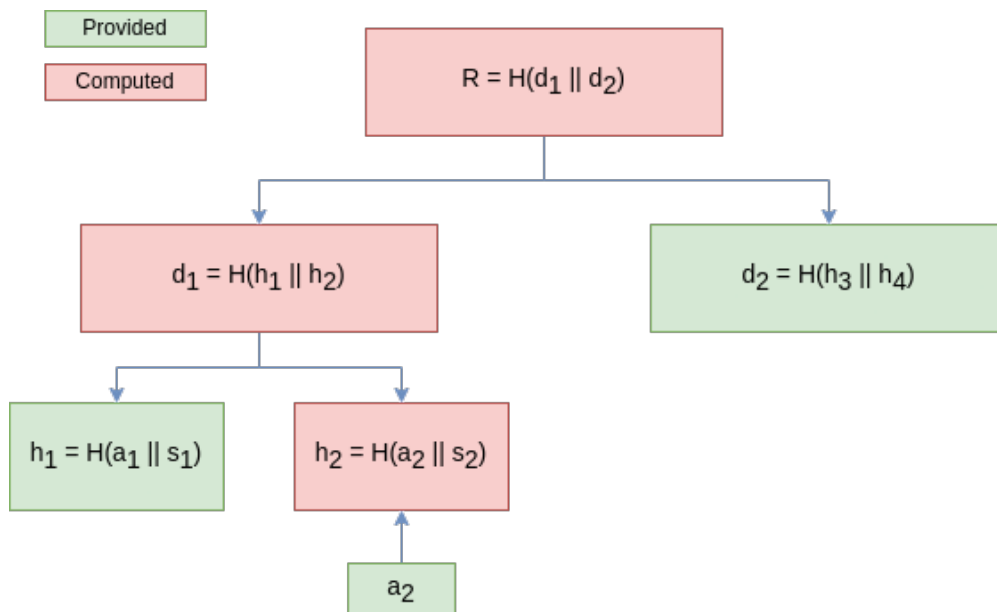 Provided
Computed
R = H(d₁ || d₂)
d₁ = H(h₁ || h₂)
d₂ = H(h₃ || h₄)
h₁ = H(a₁ || s₁)
h₂ = H(a₂ || s₂)
a₂